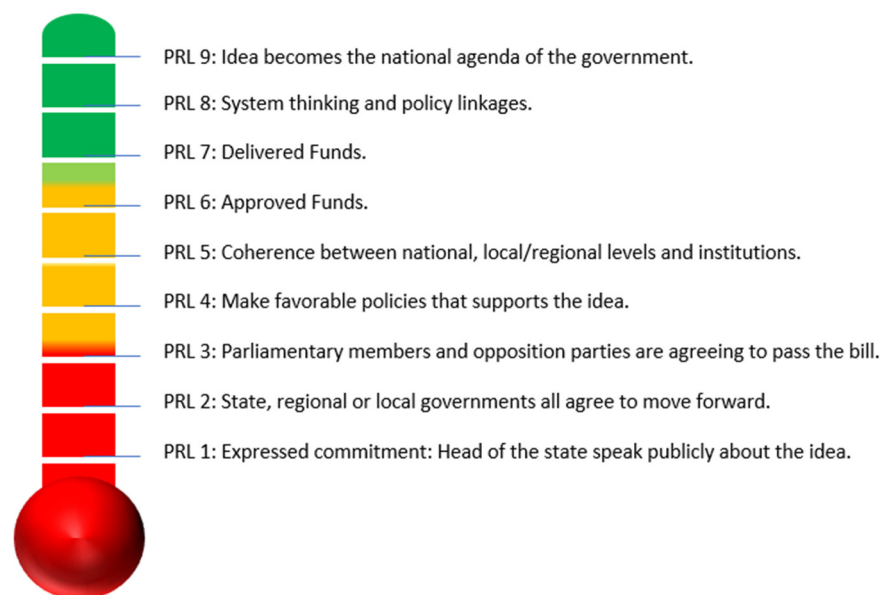 PRL 9: Idea becomes the national agenda of the government.
PRL 8: System thinking and policy linkages.
PRL 7: Delivered Funds.
PRL 6: Approved Funds.
PRL 5: Coherence between national, local/regional levels and institutions.
PRL 4: Make favorable policies that supports the idea.
PRL 3: Parliamentary members and opposition parties are agreeing to pass the bill.
PRL 2: State, regional or local governments all agree to move forward.
PRL 1: Expressed commitment: Head of the state speak publicly about the idea.